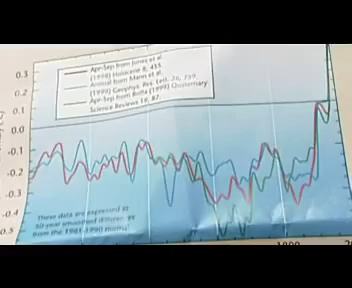 Apr-Sep from Jones et al.
(1998) Holocene 8, 455.
Annual from Mann et al.
(1999) Geophys. Res. Lett. 26, 759.
Apr-Sep from Briffa (1999) Quaternary
Science Reviews 19, 87.
0.3
0.2
0.1
0.0
-0.1
-0.2
-0.3
-0.4
These data are expressed as
50-year smoothed differences
from the 1961-1990 normal